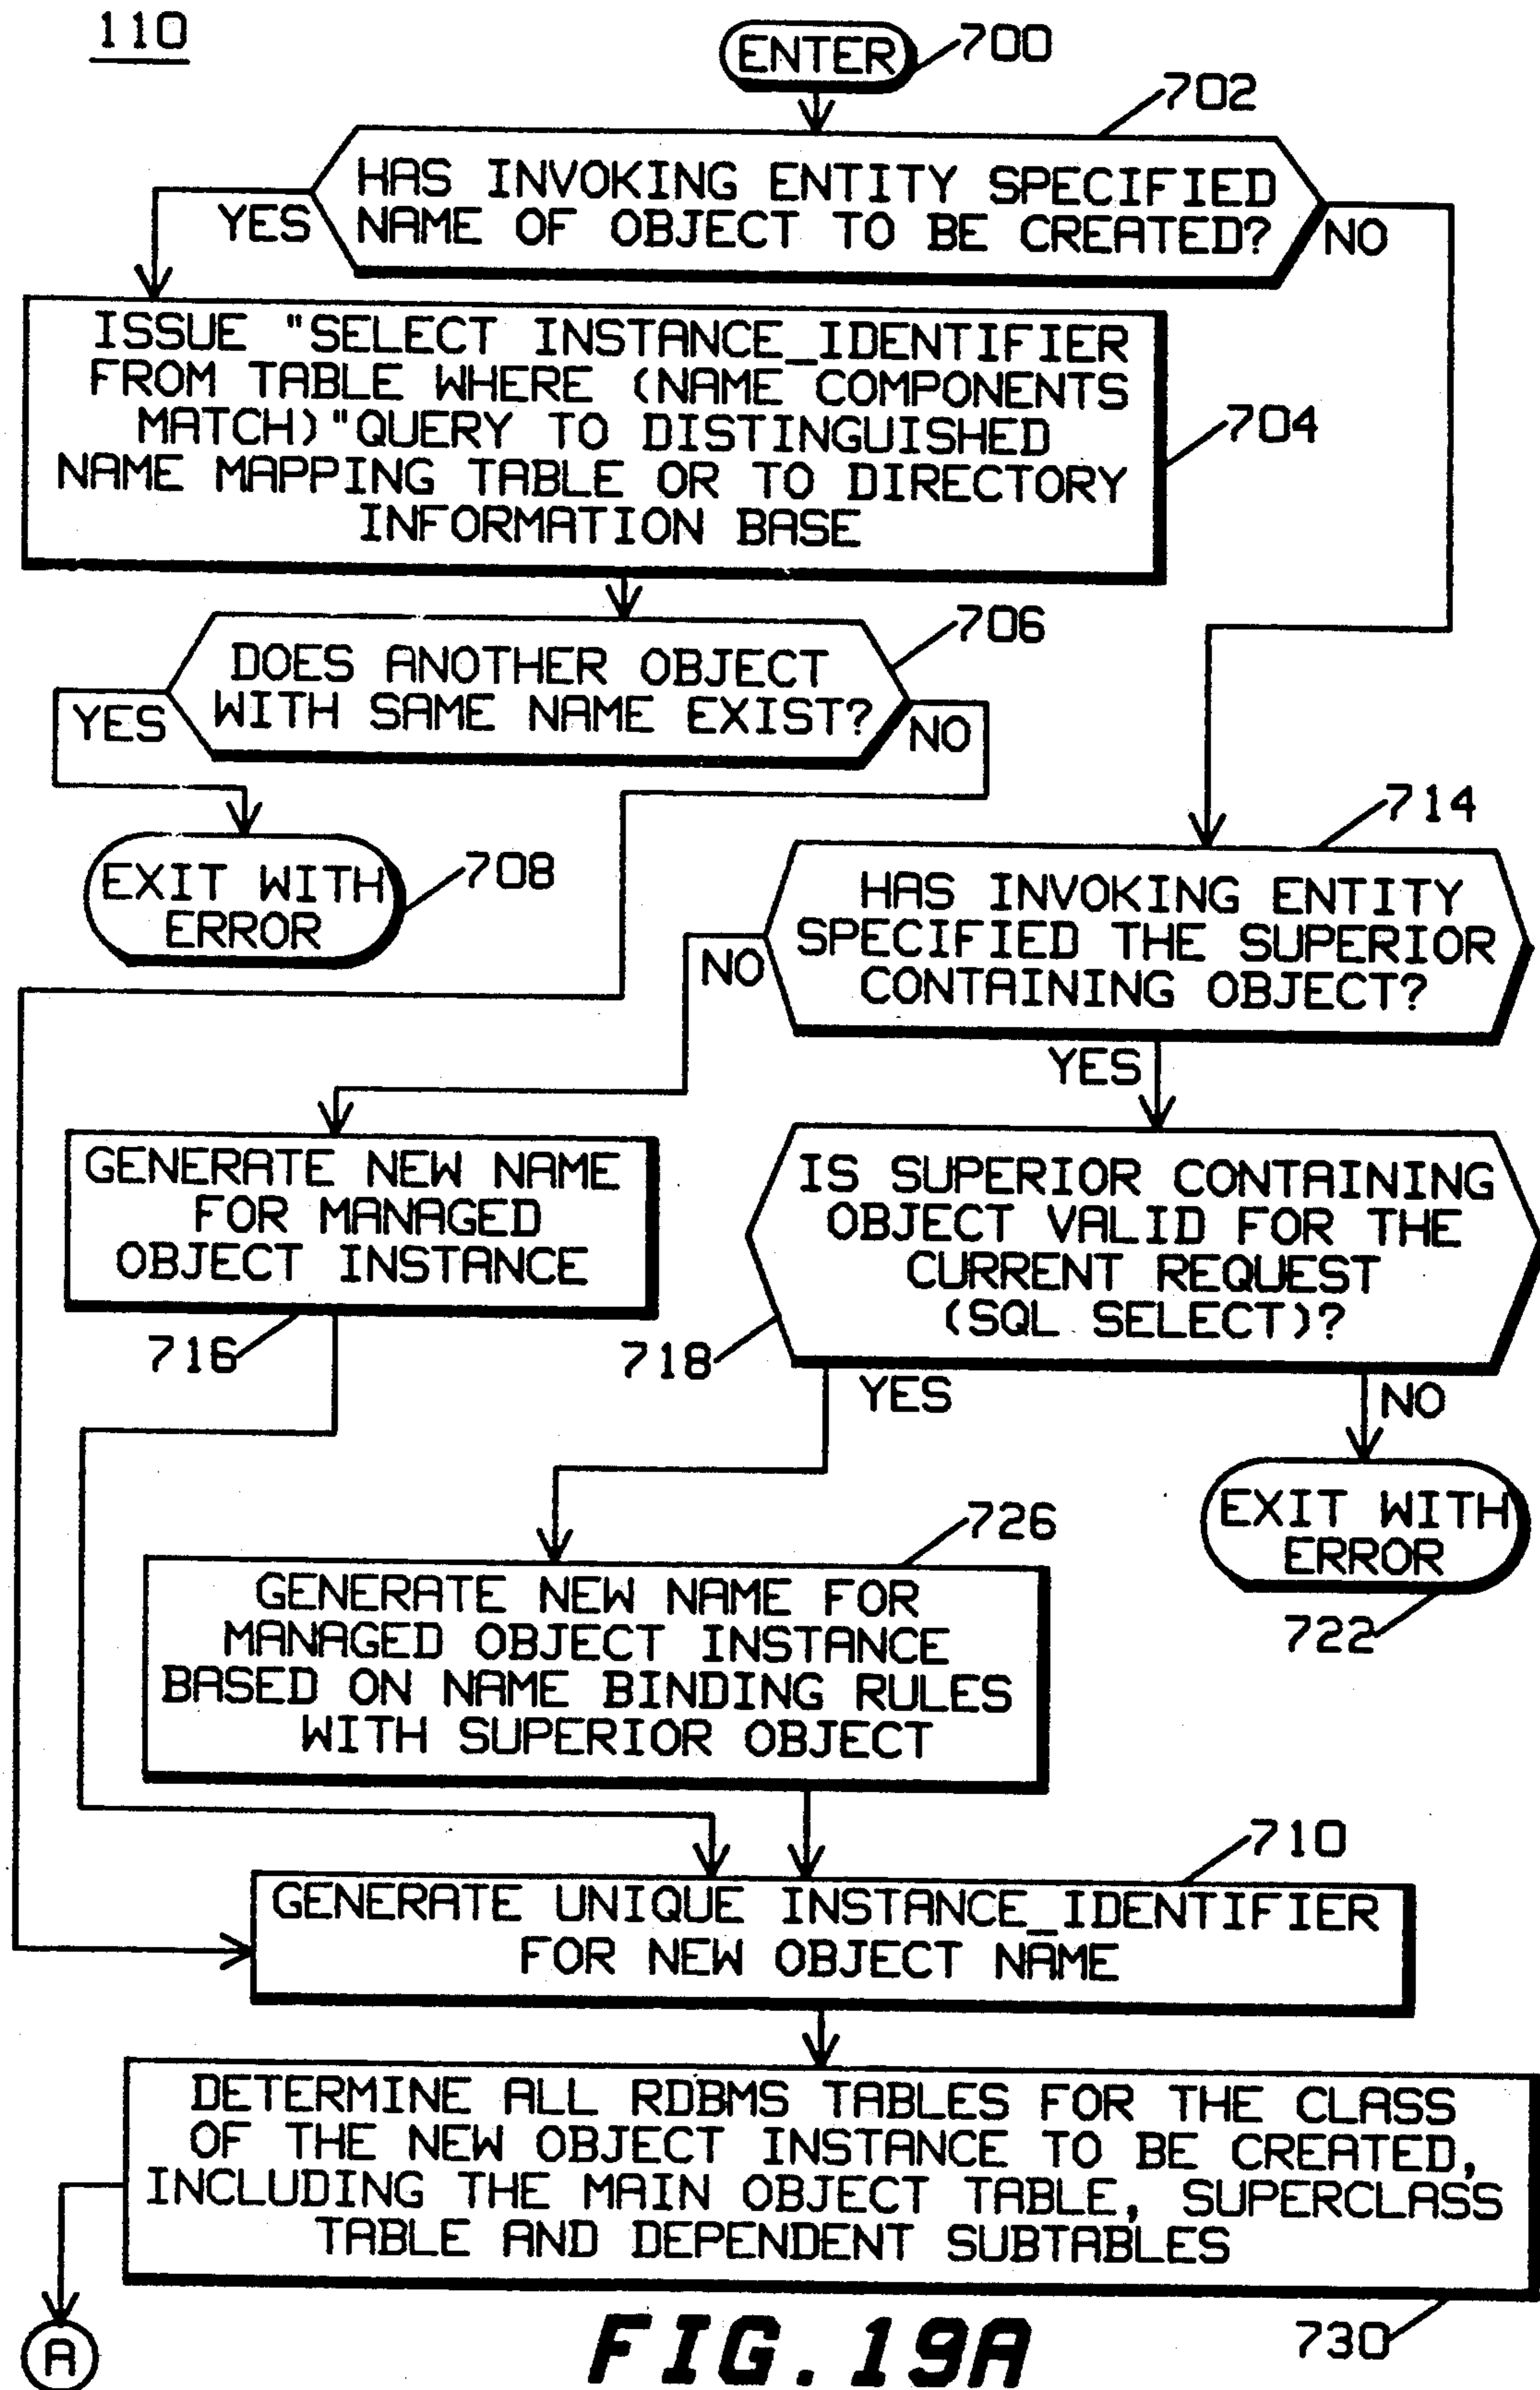 110
ENTER
700
702
HAS INVOKING ENTITY SPECIFIED
NAME OF OBJECT TO BE CREATED?
YES
NO
ISSUE "SELECT INSTANCE_IDENTIFIER
FROM TABLE WHERE (NAME COMPONENTS
MATCH)"QUERY TO DISTINGUISHED
NAME MAPPING TABLE OR TO DIRECTORY
INFORMATION BASE
704
706
DOES ANOTHER OBJECT
WITH SAME NAME EXIST?
YES
NO
EXIT WITH
ERROR
708
714
HAS INVOKING ENTITY
SPECIFIED THE SUPERIOR
CONTAINING OBJECT?
NO
YES
GENERATE NEW NAME
FOR MANAGED
OBJECT INSTANCE
716
IS SUPERIOR CONTAINING
OBJECT VALID FOR THE
CURRENT REQUEST
(SQL SELECT)?
718
YES
NO
EXIT WITH
ERROR
722
726
GENERATE NEW NAME FOR
MANAGED OBJECT INSTANCE
BASED ON NAME BINDING RULES
WITH SUPERIOR OBJECT
710
GENERATE UNIQUE INSTANCE_IDENTIFIER
FOR NEW OBJECT NAME
DETERMINE ALL RDBMS TABLES FOR THE CLASS
OF THE NEW OBJECT INSTANCE TO BE CREATED,
INCLUDING THE MAIN OBJECT TABLE, SUPERCLASS
TABLE AND DEPENDENT SUBTABLES
730
A
FIG.19A